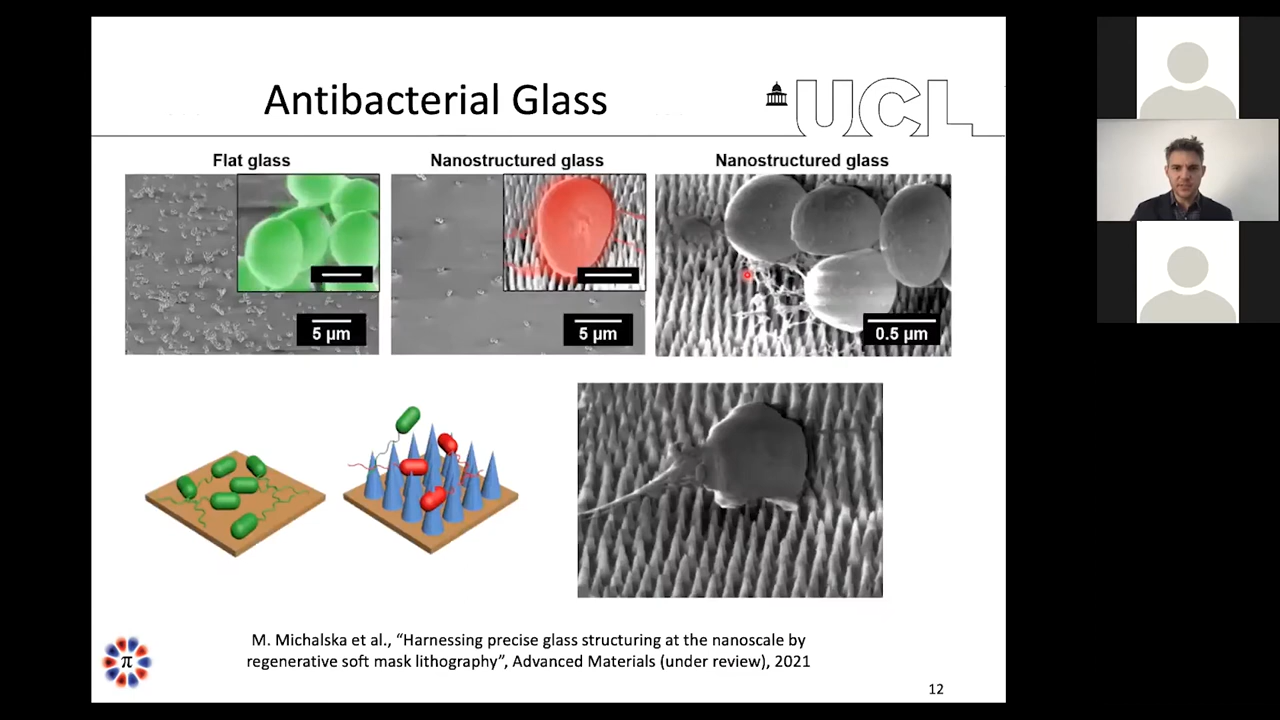 Antibacterial Glass
UCL
Flat glass
Nanostructured glass
Nanostructured glass
5 µm
5 µm
0.5 µm
M. Michalska et al., “Harnessing precise glass structuring at the nanoscale by
regenerative soft mask lithography”, Advanced Materials (under review), 2021
π
12